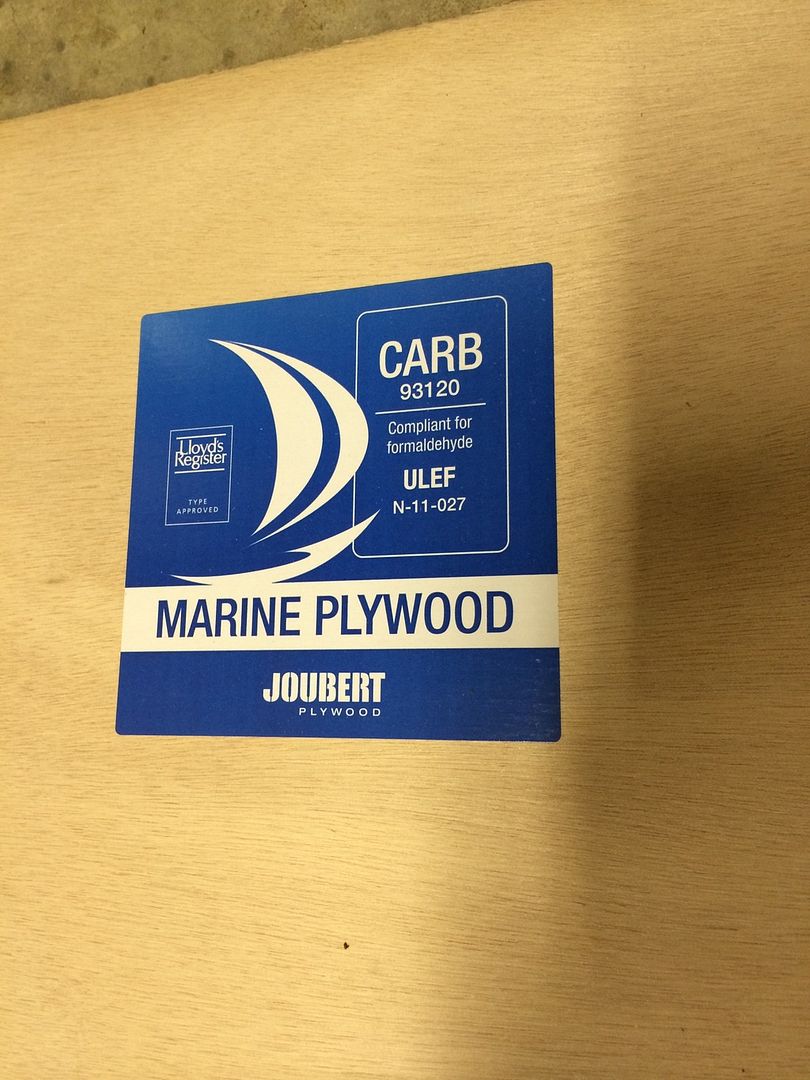 Lloyd's
Register
TYPE
APPROVED
CARB
93120
Compliant for
formaldehyde
ULEF
N-11-027
MARINE PLYWOOD
JOUBERT
PLYWOOD